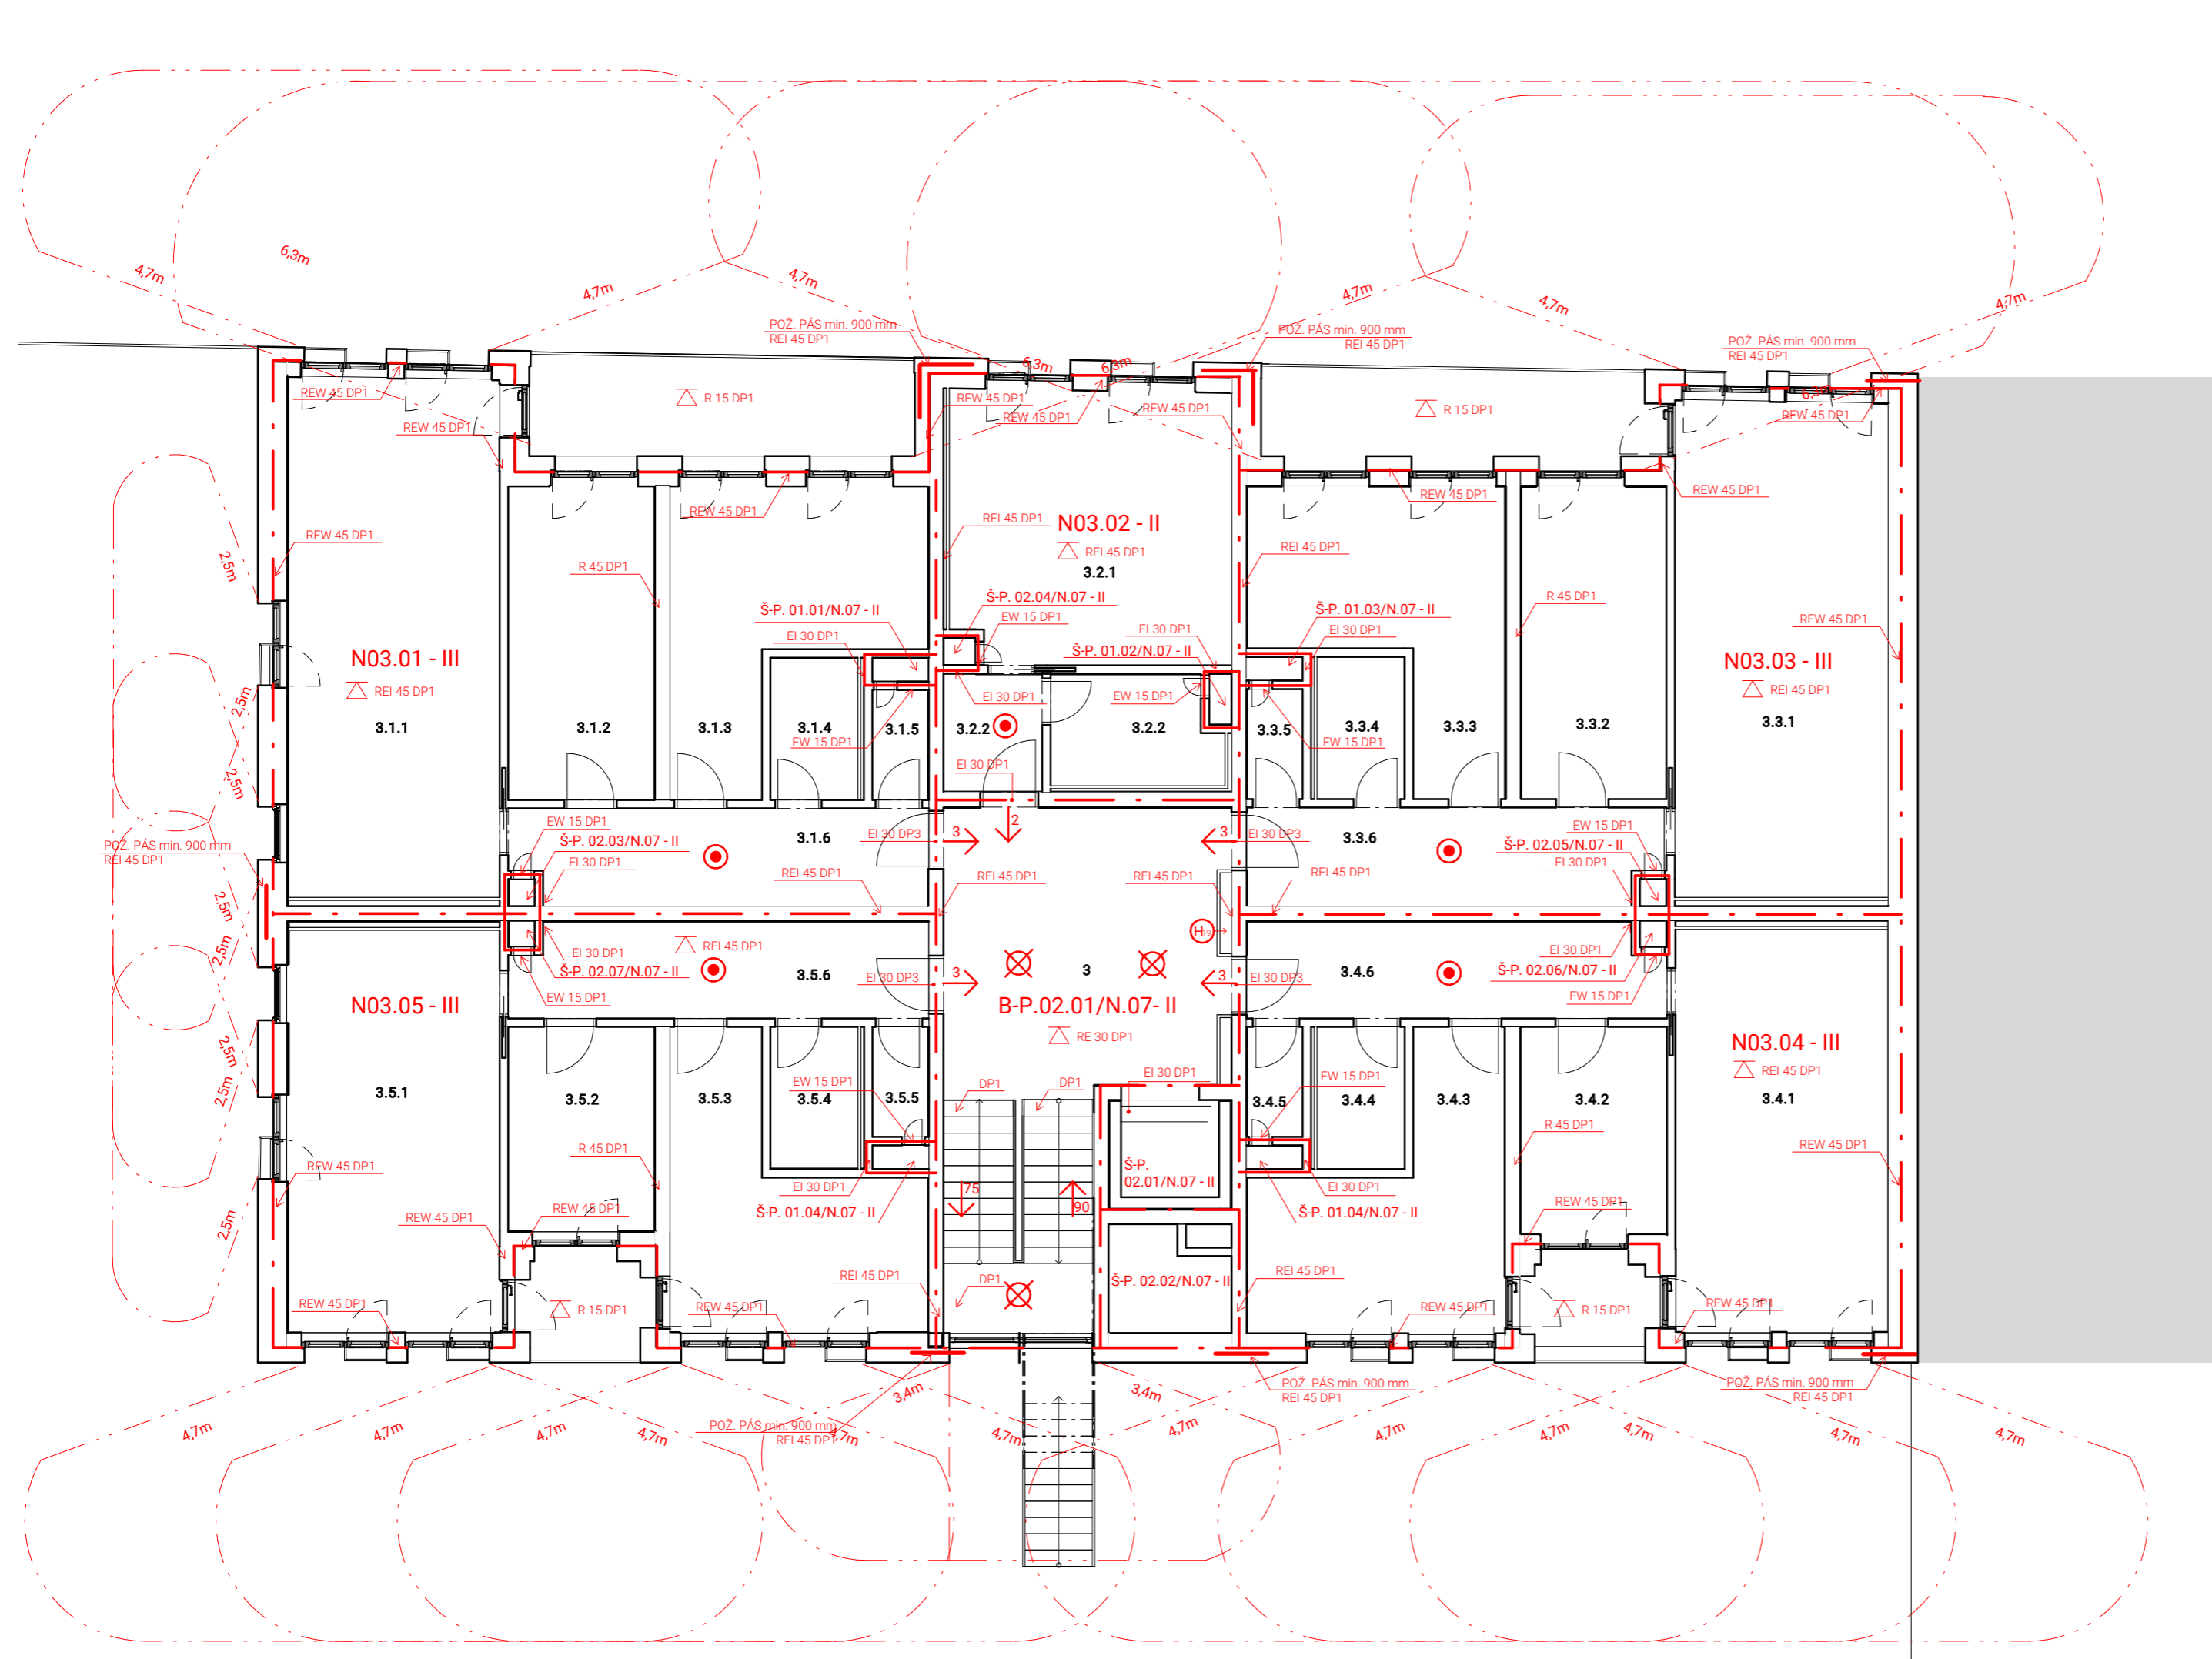 6,3m
4,7m
4,7m
4,7m
4,7m
4,7m
4,7m
POŽ. PÁS min. 900 mm
REI 45 DP1
POŽ. PÁS min. 900 mm
REI 45 DP1
POŽ. PÁS min. 900 mm
REI 45 DP1
6,3m
6,3m
6,3m
REW 45 DP1
R 15 DP1
REW 45 DP1
REW 45 DP1
REW 45 DP1
R 15 DP1
REW 45 DP1
REW 45 DP1
REW 45 DP1
REW 45 DP1
REW 45 DP1
REI 45 DP1
N03.02 - II
REI 45 DP1
3.2.1
REW 45 DP1
REI 45 DP1
2,5m
R 45 DP1
R 45 DP1
Š-P. 01.01/N.07 - II
EI 30 DP1
Š-P. 02.04/N.07 - II
EW 15 DP1
EI 30 DP1
Š-P. 01.02/N.07 - II
Š-P. 01.03/N.07 - II
EI 30 DP1
REW 45 DP1
N03.01 - III
REI 45 DP1
3.1.1
N03.03 - III
REI 45 DP1
3.3.1
2,5m
EI 30 DP1
EW 15 DP1
3.1.2
3.1.3
3.1.4
3.1.5
3.2.2
3.2.2
3.3.5
3.3.4
3.3.3
3.3.2
EW 15 DP1
EW 15 DP1
2,5m
EI 30 DP1
2
EW 15 DP1
Š-P. 02.03/N.07 - II
EI 30 DP1
3.1.6
EI 30 DP3
3
3
EI 30 DP3
3.3.6
EW 15 DP1
Š-P. 02.05/N.07 - II
EI 30 DP1
POŽ. PÁS min. 900 mm
REI 45 DP1
REI 45 DP1
REI 45 DP1
REI 45 DP1
REI 45 DP1
2,5m
H19
2,5m
REI 45 DP1
EI 30 DP1
Š-P. 02.07/N.07 - II
EW 15 DP1
3.5.6
EI 30 DP3
3
3
3
EI 30 DP3
3.4.6
EI 30 DP1
Š-P. 02.06/N.07 - II
EW 15 DP1
N03.05 - III
B-P.02.01/N.07- II
RE 30 DP1
N03.04 - III
REI 45 DP1
3.4.1
2,5m
2,5m
3.5.1
3.5.2
3.5.3
EW 15 DP1
3.5.4
3.5.5
DP1
DP1
EI 30 DP1
EW 15 DP1
3.4.5
3.4.4
3.4.3
3.4.2
R 45 DP1
R 45 DP1
REW 45 DP1
REW 45 DP1
Š-P.
02.01/N.07 - II
EI 30 DP1
Š-P. 01.04/N.07 - II
75
90
EI 30 DP1
Š-P. 01.04/N.07 - II
2,5m
REW 45 DP1
REW 45 DP1
REW 45 DP1
REI 45 DP1
DP1
Š-P. 02.02/N.07 - II
REI 45 DP1
REW 45 DP1
R 15 DP1
REW 45 DP1
REW 45 DP1
R 15 DP1
REW 45 DP1
POŽ. PÁS min. 900 mm
REI 45 DP1
POŽ. PÁS min. 900 mm
REI 45 DP1
3,4m
3,4m
POŽ. PÁS min. 900 mm
REI 45 DP1
4,7m
4,7m
4,7m
4,7m
4,7m
4,7m
4,7m
4,7m
4,7m
4,7m
4,7m
4,7m